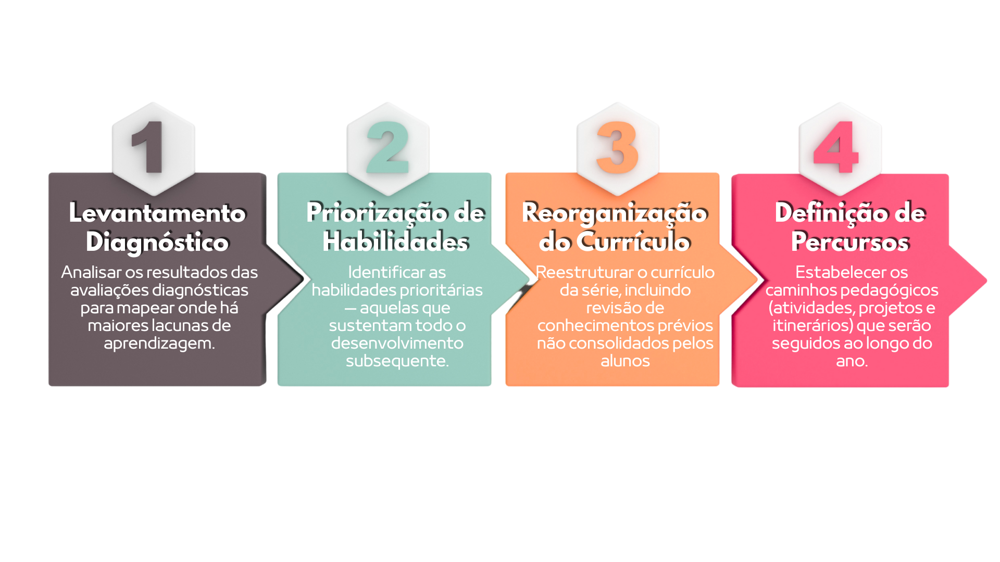 1
Levantamento
Diagnóstico
Analisar os resultados das
avaliações diagnósticas
para mapear onde há
maiores lacunas de
aprendizagem.
2
Priorização de
Habilidades
Identificar as
habilidades prioritárias
— aquelas que
sustentam todo o
desenvolvimento
subsequente.
3
Reorganização
do Currículo
Reestruturar o currículo
da série, incluindo
revisão de
conhecimentos prévios
não consolidados pelos
alunos
4
Definição de
Percursos
Estabelecer os
caminhos pedagógicos
(atividades, projetos e
itinerários) que serão
seguidos ao longo do
ano.